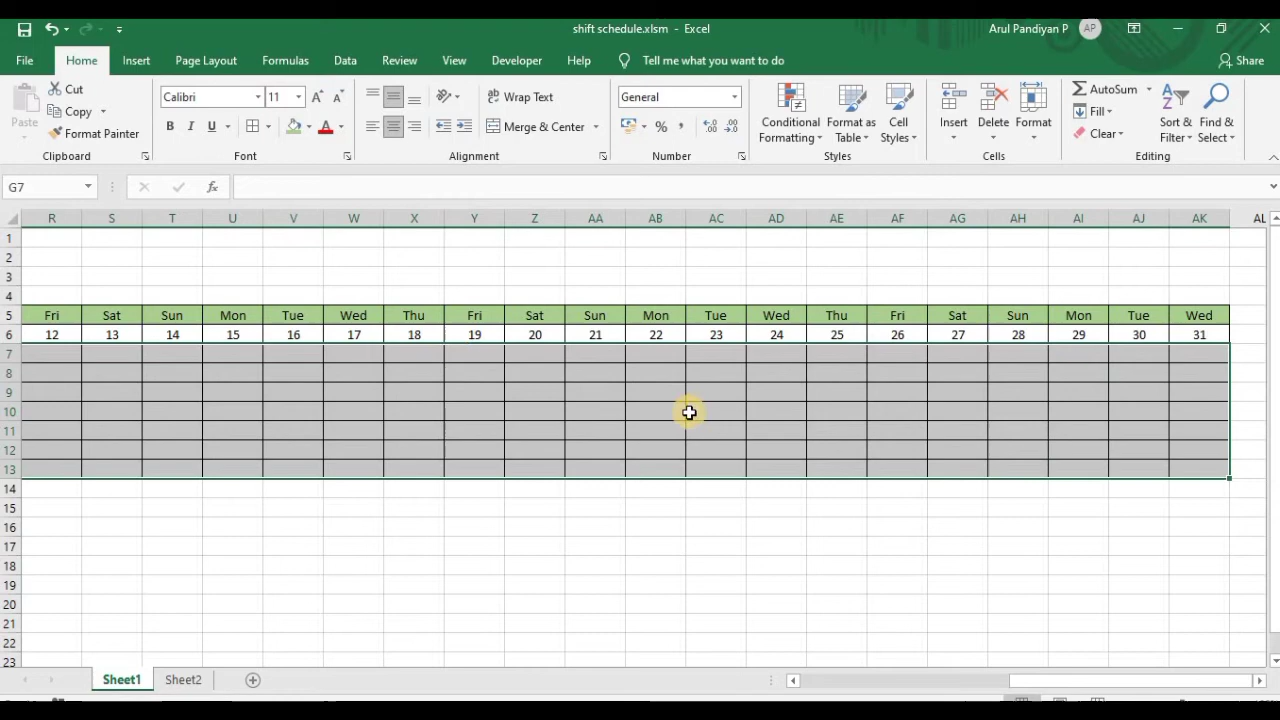 shift schedule.xlsm - Excel
Arul Pandiyan P
AP
File Home Insert Page Layout Formulas Data Review View Developer Help Tell me what you want to do Share
Paste
Cut
Copy
Format Painter
Clipboard
Calibri 11
B I U
Font
Wrap Text
Merge & Center
Alignment
General
%
Number
Conditional Formatting
Format as Table
Cell Styles
Styles
Insert
Delete
Format
Cells
AutoSum
Fill
Clear
Sort & Filter
Find & Select
Editing
G7
fx
R S T U V W X Y Z AA AB AC AD AE AF AG AH AI AJ AK AL
1
2
3
4
5 Fri Sat Sun Mon Tue Wed Thu Fri Sat Sun Mon Tue Wed Thu Fri Sat Sun Mon Tue Wed
6 12 13 14 15 16 17 18 19 20 21 22 23 24 25 26 27 28 29 30 31
7
8
9
10
11
12
13
14
15
16
17
18
19
20
21
22
23
Sheet1 Sheet2